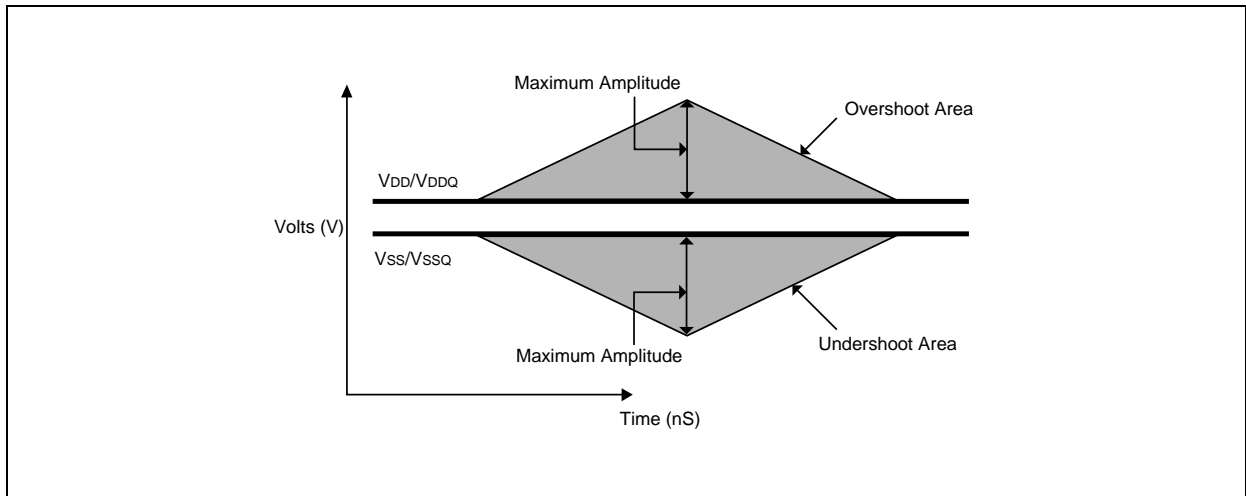 Maximum Amplitude
Overshoot Area
VDD/VDDQ
Volts (V)
VSS/VSSQ
Maximum Amplitude
Undershoot Area
Time (nS)